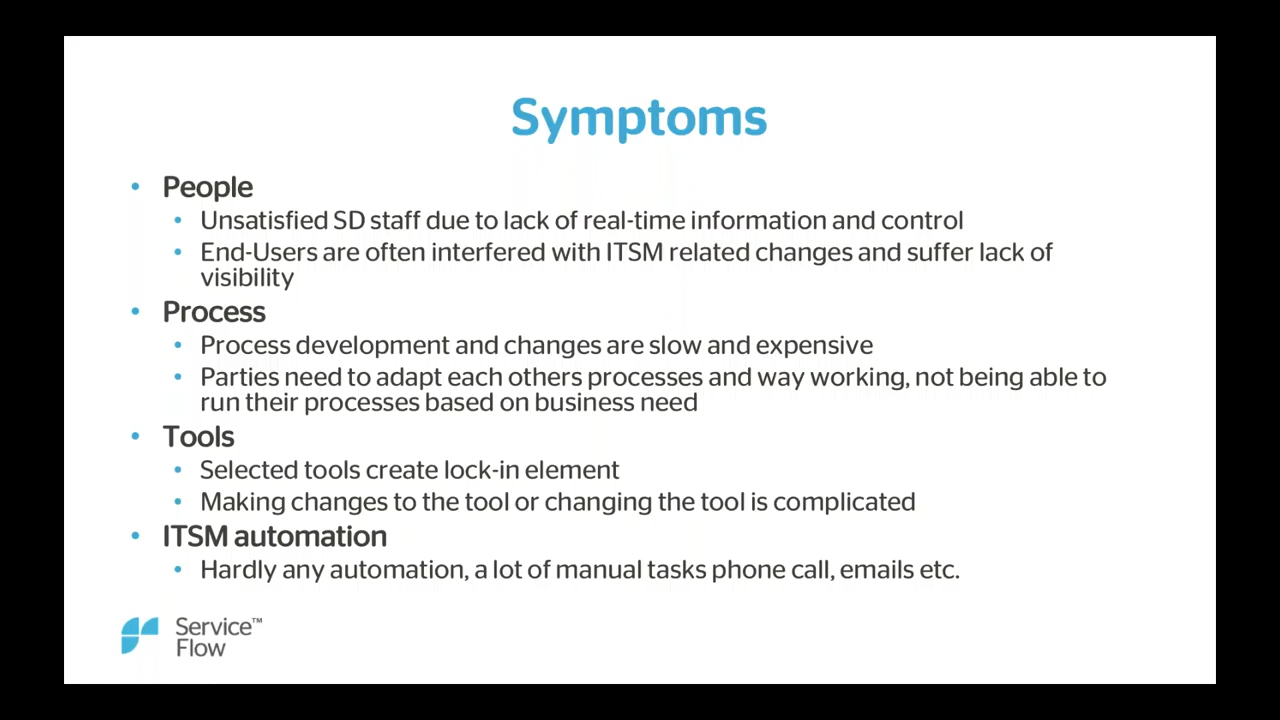 Symptoms
• People
• Unsatisfied SD staff due to lack of real-time information and control
• End-Users are often interfered with ITSM related changes and suffer lack of
visibility
• Process
• Process development and changes are slow and expensive
• Parties need to adapt each others processes and way working, not being able to
run their processes based on business need
• Tools
• Selected tools create lock-in element
• Making changes to the tool or changing the tool is complicated
• ITSM automation
• Hardly any automation, a lot of manual tasks phone call, emails etc.
Service™
Flow